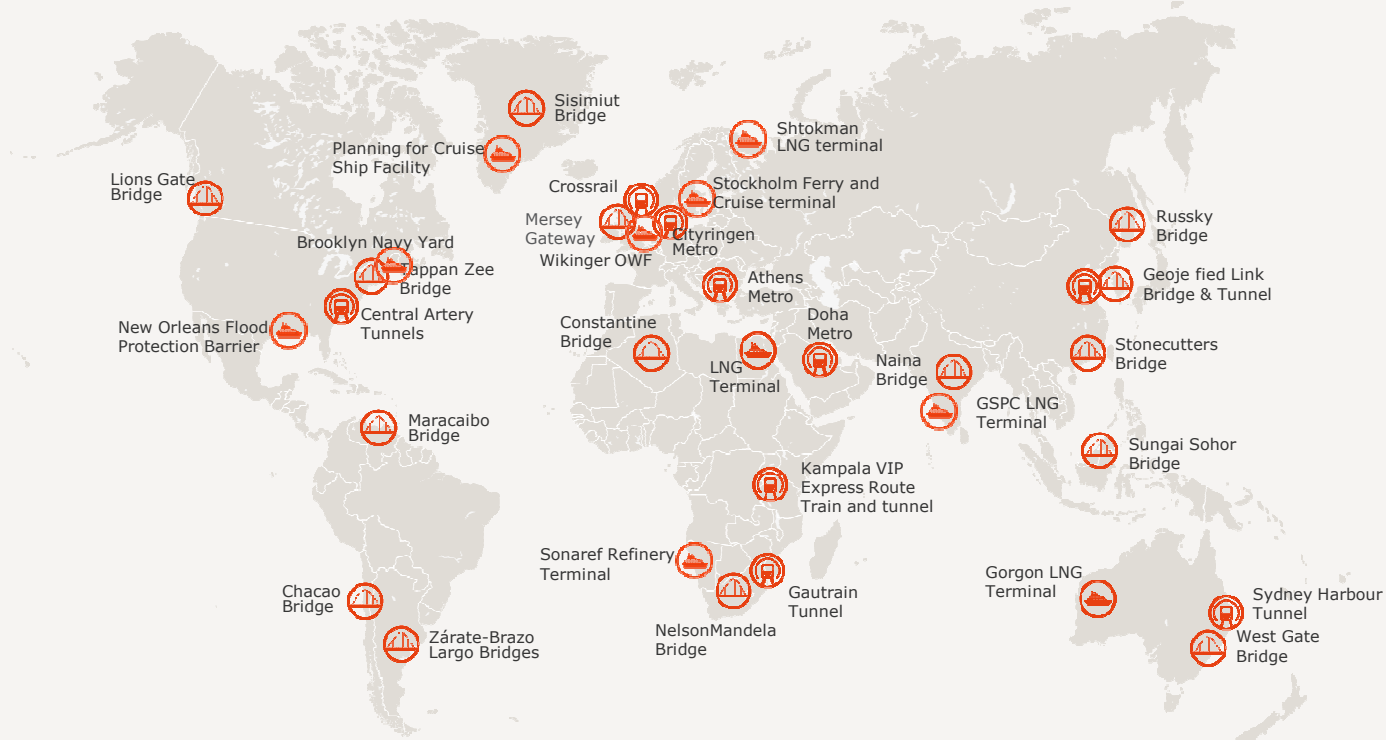 Sisimiut
Bridge
Planning for Cruise
Ship Facility
Lions Gate
Bridge
Brooklyn Navy Yard
Tappan Zee
Bridge
Central Artery
Tunnels
New Orleans Flood
Protection Barrier
Maracaibo
Bridge
Chacao
Bridge
Zárate-Brazo
Largo Bridges
Shtokman
LNG terminal
Crossrail
Stockholm Ferry and
Cruise terminal
Mersey
Gateway
Cityringen
Metro
Wikinger OWF
Athens
Metro
Constantine
Bridge
LNG
Terminal
Doha
Metro
Kampala VIP
Express Route
Train and tunnel
Sonaref Refinery
Terminal
Gautrain
Tunnel
NelsonMandela
Bridge
Russky
Bridge
Geoje fied Link
Bridge & Tunnel
Stonecutters
Bridge
Naina
Bridge
GSPC LNG
Terminal
Sungai Sohor
Bridge
Gorgon LNG
Terminal
Sydney Harbour
Tunnel
West Gate
Bridge